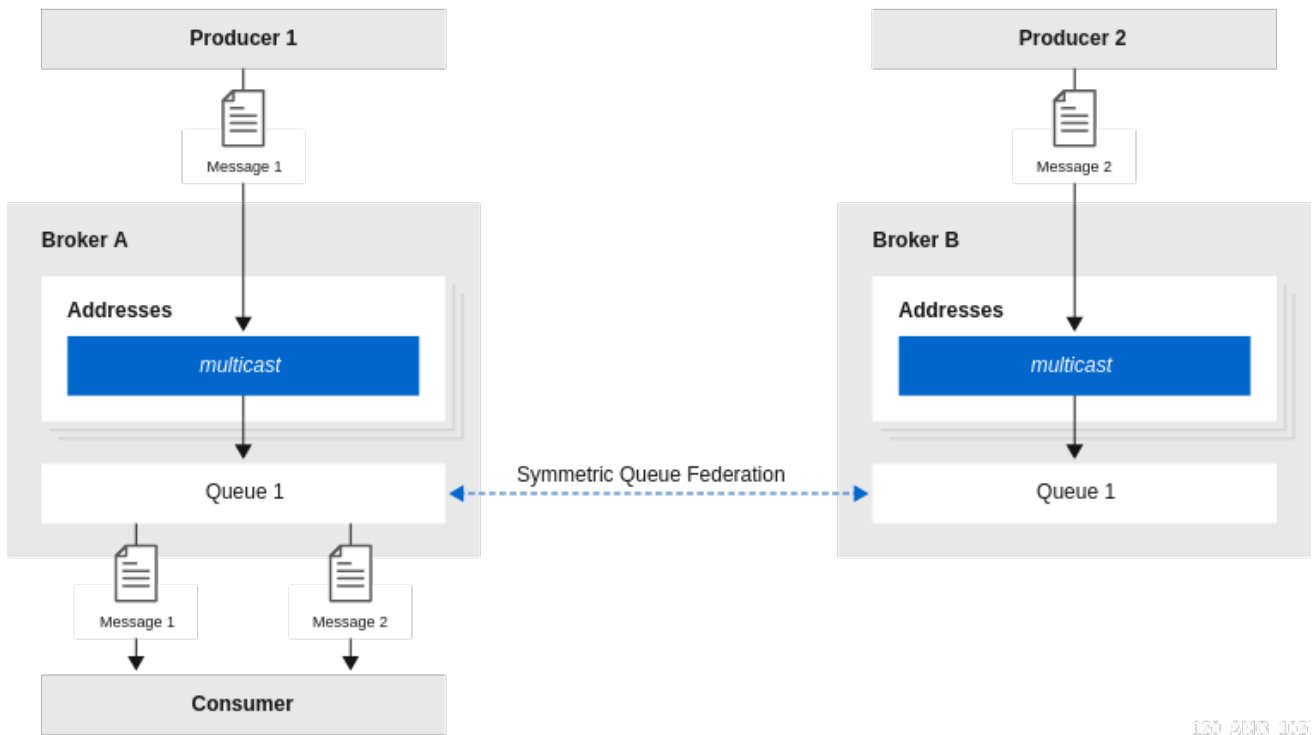 Producer 1
Producer 2
Message 1
Message 2
Broker A
Broker B
Addresses
Addresses
multicast
multicast
Symmetric Queue Federation
Queue 1
Queue 1
Message 1
Message 2
Consumer